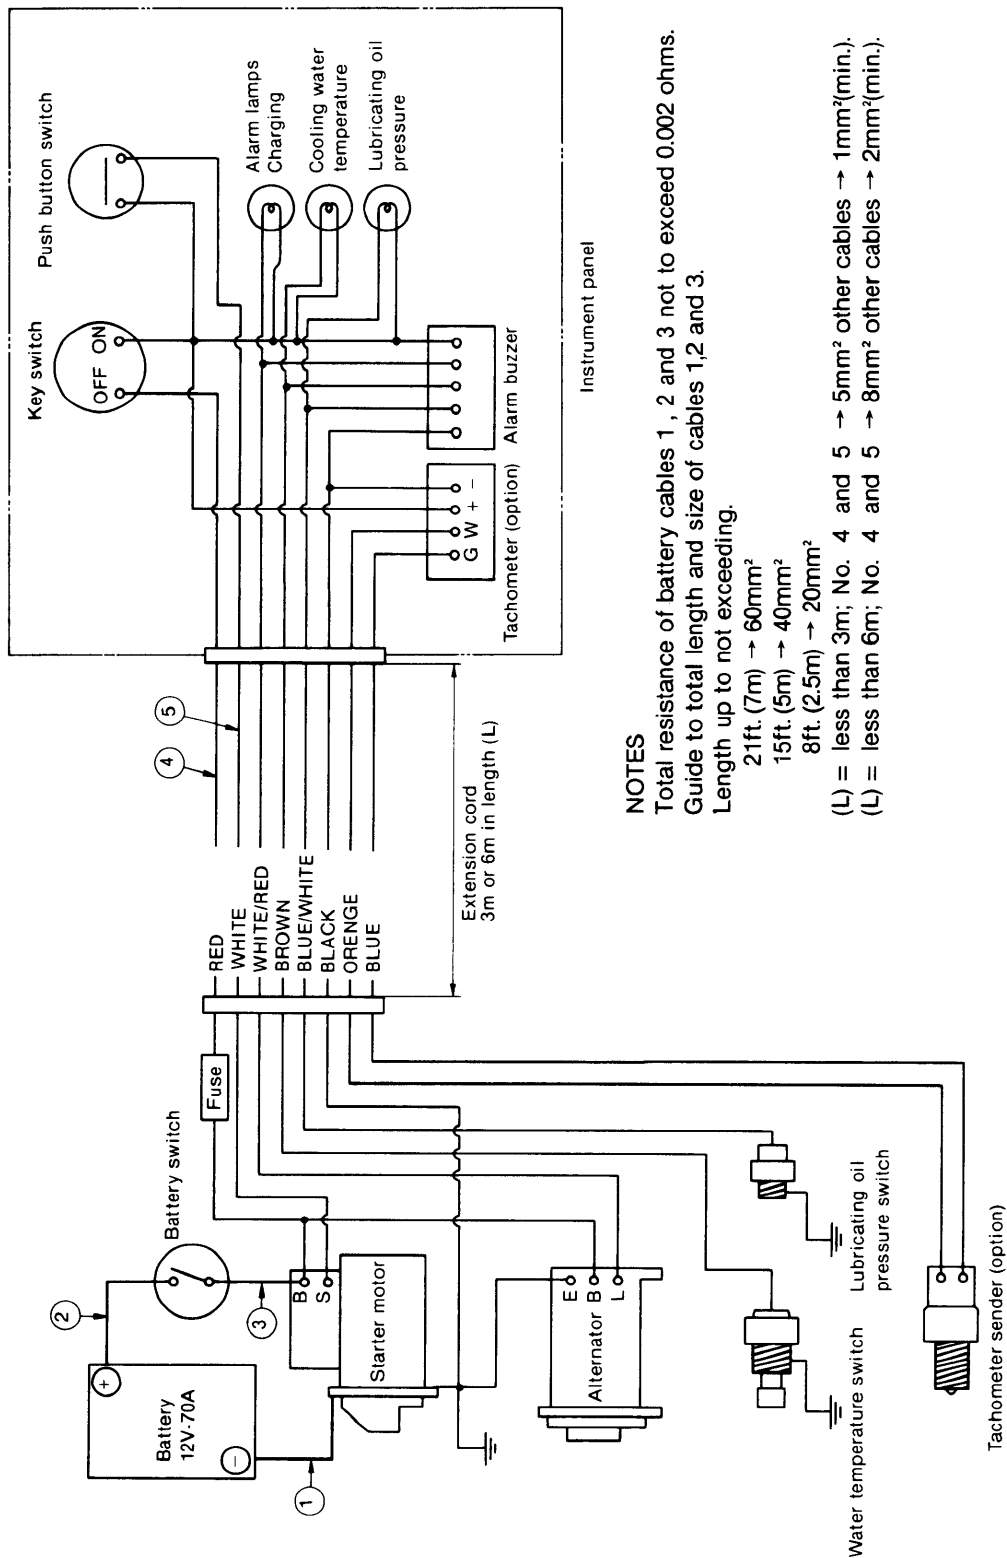 Battery
12V-70A
+
−
1
2
3
Battery switch
Fuse
B
S
Starter motor
E
B
L
Alternator
Water temperature switch
Lubricating oil
pressure switch
Tachometer sender (option)
RED
WHITE
WHITE/RED
BROWN
BLUE/WHITE
BLACK
ORENGE
BLUE
Extension cord
3m or 6m in length (L)
4
5
Key switch
OFF ON
Push button switch
Alarm lamps
Charging
Cooling water
temperature
Lubricating oil
pressure
G W + −
Tachometer (option)
Alarm buzzer
Instrument panel
NOTES
Total resistance of battery cables 1 , 2 and 3 not to exceed 0.002 ohms.
Guide to total length and size of cables 1,2 and 3.
Length up to not exceeding.
21ft. (7m) → 60mm²
15ft. (5m) → 40mm²
8ft. (2.5m) → 20mm²
(L) = less than 3m; No. 4 and 5 → 5mm² other cables → 1mm²(min.).
(L) = less than 6m; No. 4 and 5 → 8mm² other cables → 2mm²(min.).